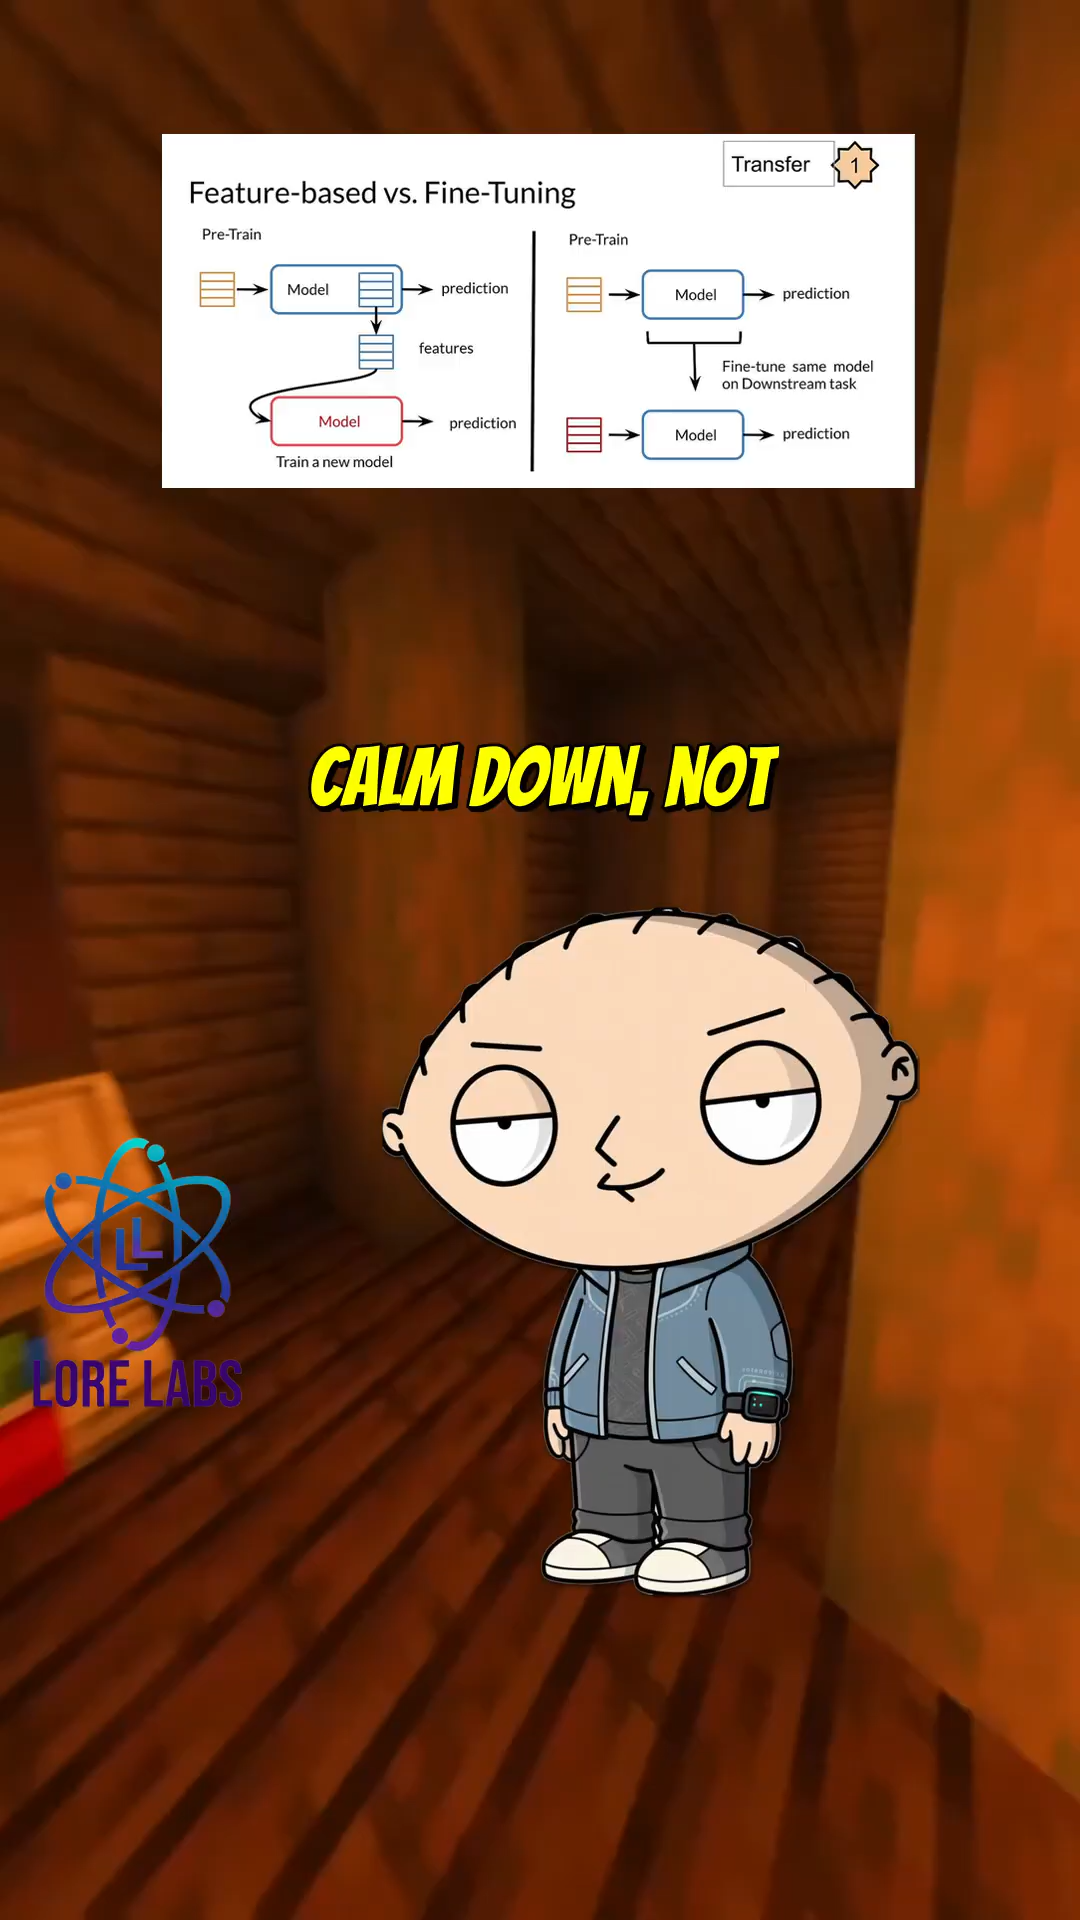 Transfer 1
Feature-based vs. Fine-Tuning
Pre-Train
Model
prediction
features
Model
prediction
Train a new model
Pre-Train
Model
prediction
Fine-tune same model
on Downstream task
Model
prediction
CALM DOWN, NOT
LL
LORE LABS